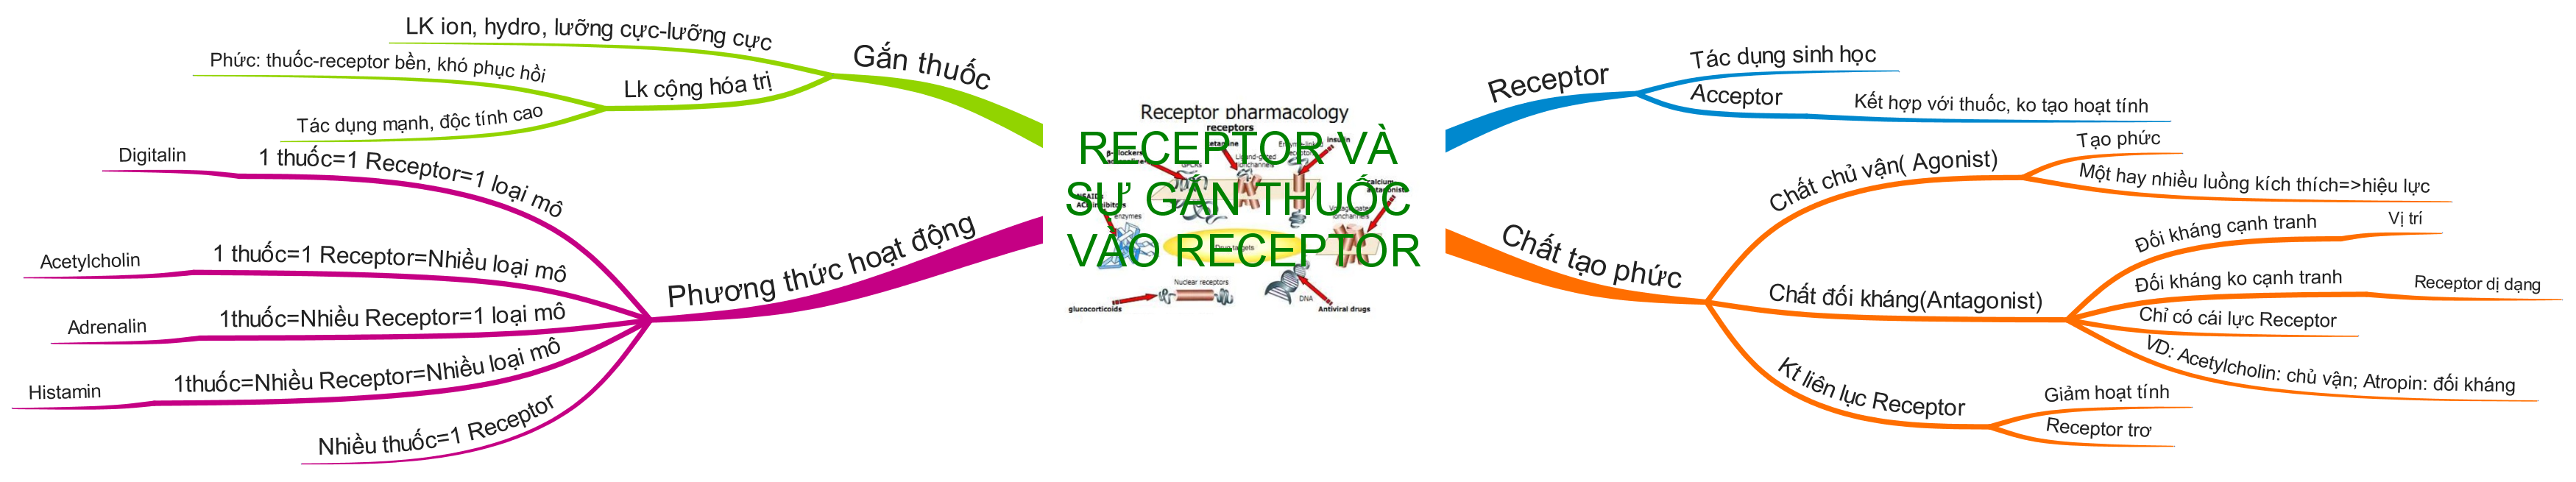 LK ion, hydro, lưỡng cực-lưỡng cực
Gắn thuốc
Phức: thuốc-receptor bền, khó phục hồi
Lk cộng hóa trị
Tác dụng mạnh, độc tính cao
Digitalin
1 thuốc=1 Receptor=1 loại mô
Acetylcholin
1 thuốc=1 Receptor=Nhiều loại mô
Phương thức hoạt động
Adrenalin
1thuốc=Nhiều Receptor=1 loại mô
Histamin
1thuốc=Nhiều Receptor=Nhiều loại mô
Nhiều thuốc=1 Receptor
Receptor pharmacology
receptors
RECEPTOR VÀ
SỰ GẮN THUỐC
VÀO RECEPTOR
insulin
β-blockers
calcium
antagonists
enzymes
Drug targets
Nuclear receptors
glucocorticoids
DNA
Antiviral drugs
Receptor
Tác dụng sinh học
Acceptor
Kết hợp với thuốc, ko tạo hoạt tính
Chất tạo phức
Chất chủ vận( Agonist)
Tạo phức
Một hay nhiều luồng kích thích=>hiệu lực
Chất đối kháng(Antagonist)
Đối kháng cạnh tranh
Vị trí
Đối kháng ko cạnh tranh
Receptor dị dạng
Chỉ có cái lực Receptor
VD: Acetylcholin: chủ vận; Atropin: đối kháng
Kt liên lục Receptor
Giảm hoạt tính
Receptor trơ